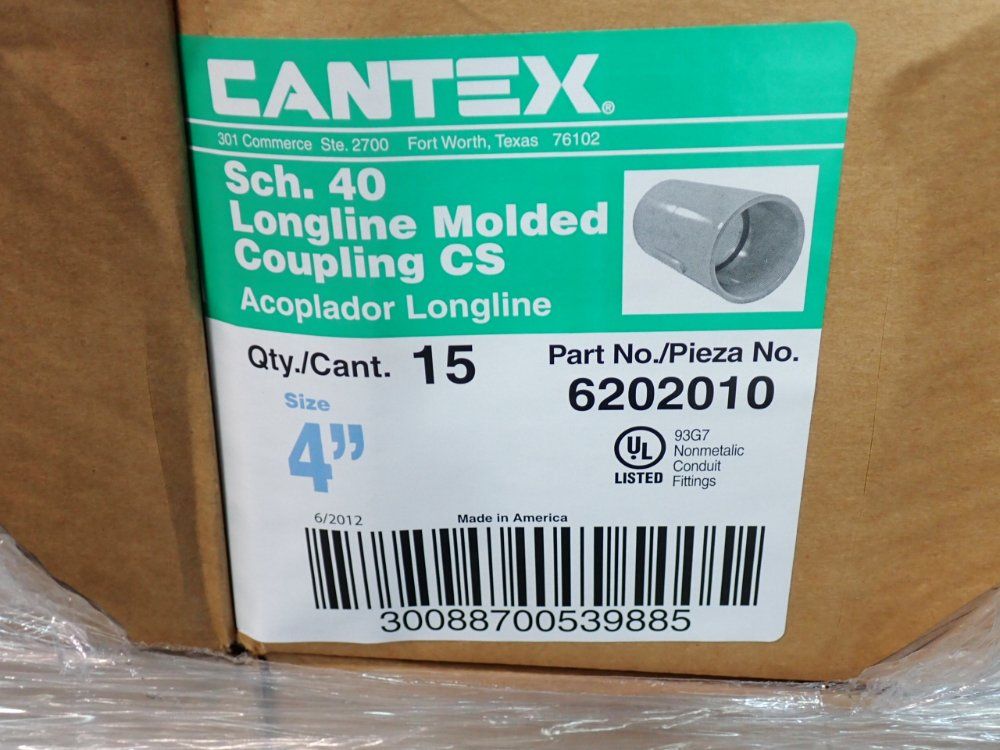 CANTEX®
301 Commerce Ste. 2700 Fort Worth, Texas 76102
Sch. 40
Longline Molded
Coupling CS
Acoplador Longline
Qty./Cant. 15
Part No./Pieza No.
6202010
Size
4”
UL
LISTED
93G7
Nonmetalic
Conduit
Fittings
6/2012
Made in America
30088700539885